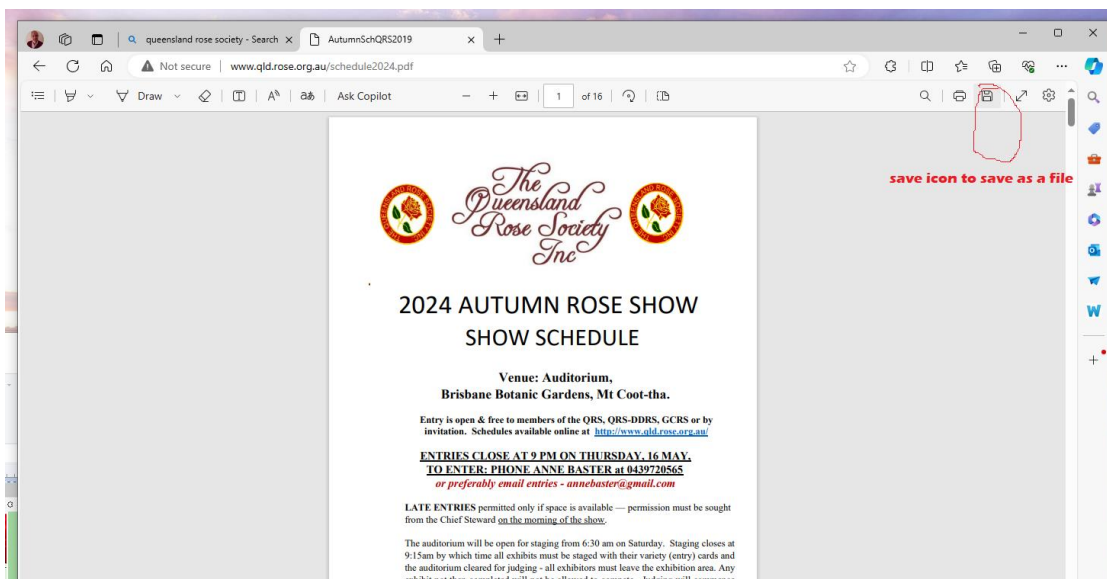 queensland rose society - Search
AutumnSchQRS2019
Not secure
www.qld.rose.org.au/schedule2024.pdf
Draw
Ask Copilot
1
of 16
save icon to save as a file
The
Queensland
Rose Society
Inc
2024 AUTUMN ROSE SHOW
SHOW SCHEDULE
Venue: Auditorium,
Brisbane Botanic Gardens, Mt Coot-tha.
Entry is open & free to members of the QRS, QRS-DDRS, GCRS or by
invitation. Schedules available online at http://www.qld.rose.org.au/
ENTRIES CLOSE AT 9 PM ON THURSDAY, 16 MAY,
TO ENTER: PHONE ANNE BASTER at 0439720565
or preferably email entries - annebaster@gmail.com
LATE ENTRIES permitted only if space is available — permission must be sought
from the Chief Steward on the morning of the show.
The auditorium will be open for staging from 6:30 am on Saturday. Staging closes at
9:15am by which time all exhibits must be staged with their variety (entry) cards and
the auditorium cleared for judging - all exhibitors must leave the exhibition area. Any